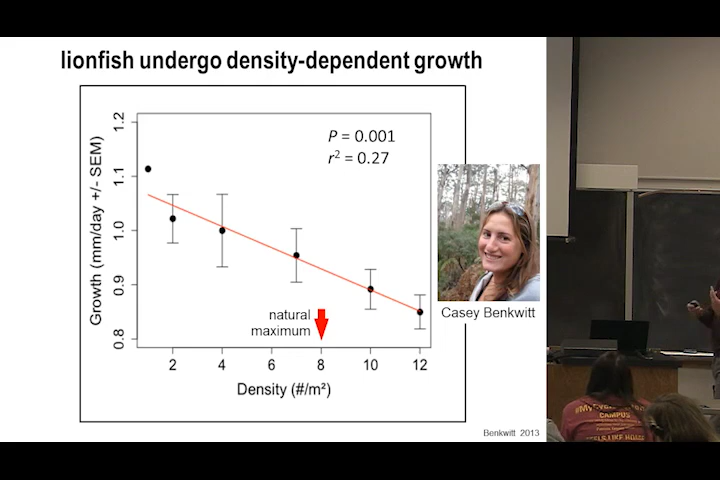 lionfish undergo density-dependent growth
P = 0.001
r² = 0.27
Growth (mm/day +/- SEM)
1.2
1.1
1.0
0.9
0.8
natural
maximum
2
4
6
8
10
12
Density (#/m²)
Casey Benkwitt
Benkwitt 2013
CAMPUS